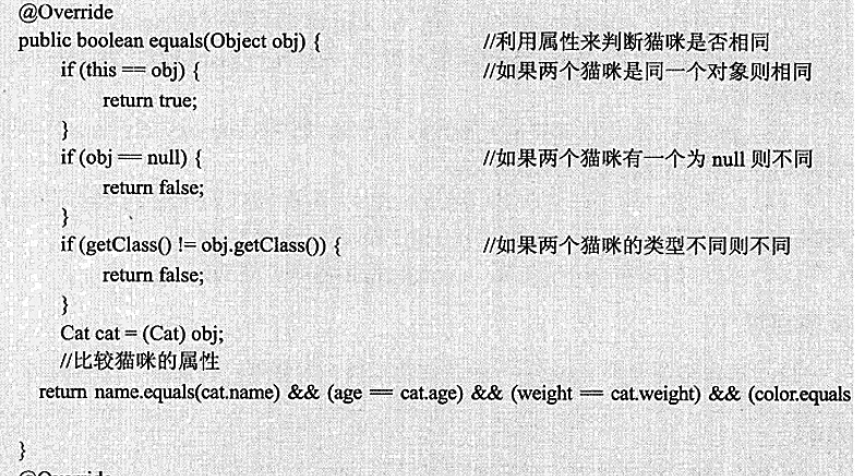 @Override
public boolean equals(Object obj) { //利用属性来判断猫咪是否相同
if (this == obj) { //如果两个猫咪是同一个对象则相同
return true;
}
if (obj == null) { //如果两个猫咪有一个为 null 则不同
return false;
}
if (getClass() != obj.getClass()) { //如果两个猫咪的类型不同则不同
return false;
}
Cat cat = (Cat) obj;
//比较猫咪的属性
return name.equals(cat.name) && (age == cat.age) && (weight == cat.weight) && (color.equals
}
@Override